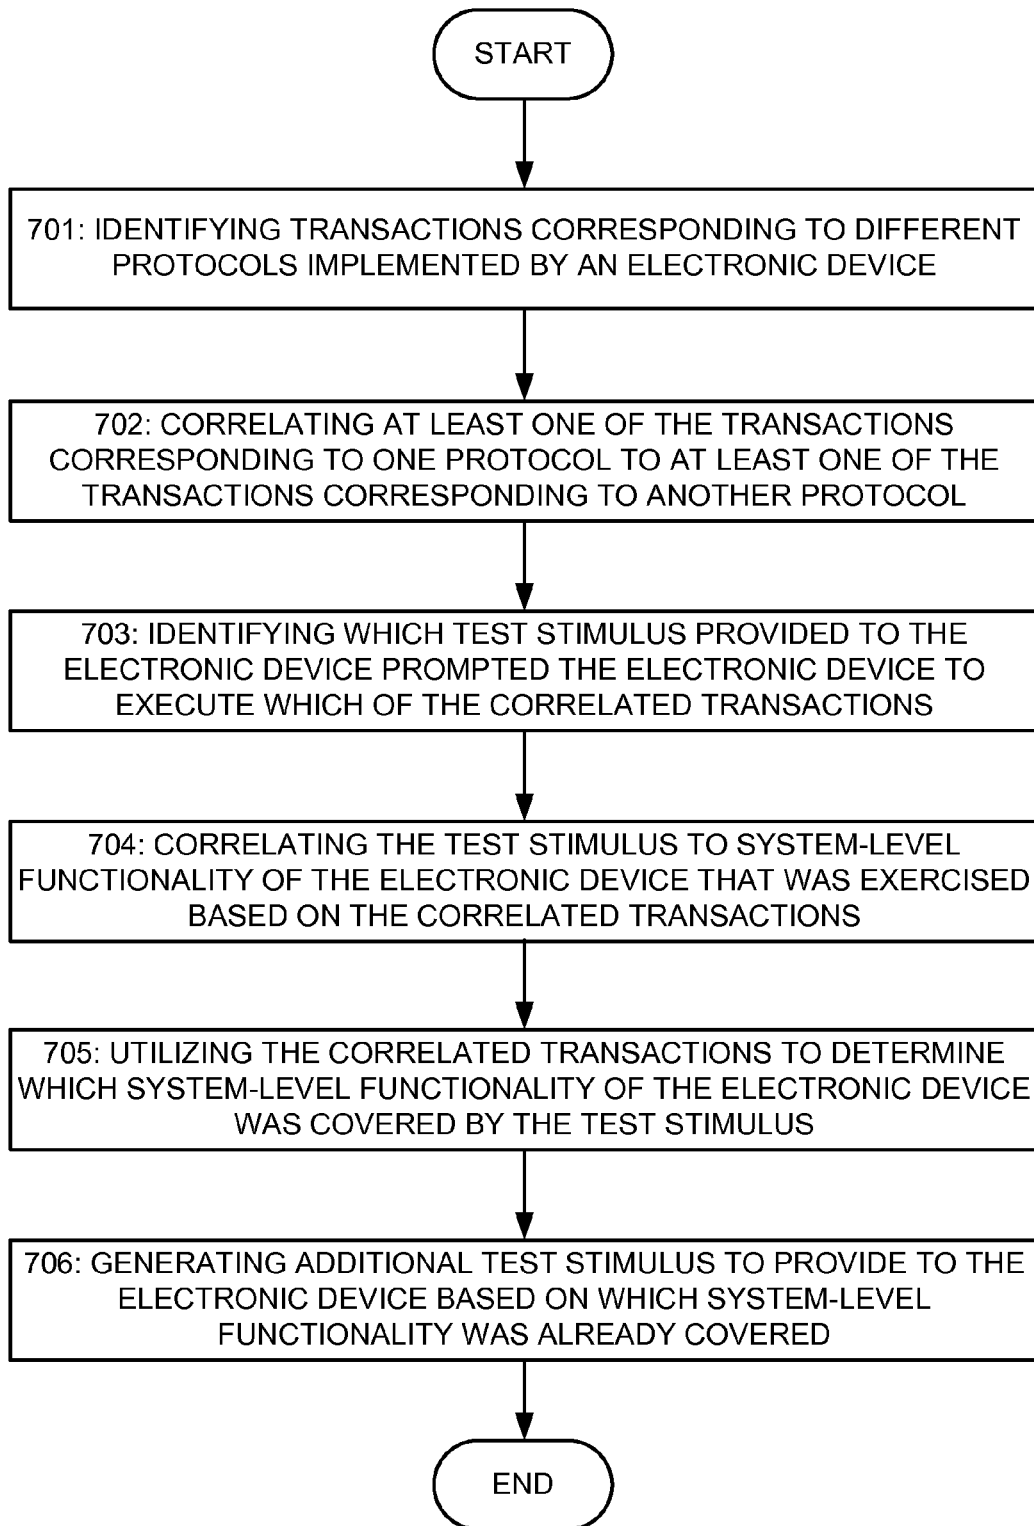 START
701: IDENTIFYING TRANSACTIONS CORRESPONDING TO DIFFERENT
PROTOCOLS IMPLEMENTED BY AN ELECTRONIC DEVICE
702: CORRELATING AT LEAST ONE OF THE TRANSACTIONS
CORRESPONDING TO ONE PROTOCOL TO AT LEAST ONE OF THE
TRANSACTIONS CORRESPONDING TO ANOTHER PROTOCOL
703: IDENTIFYING WHICH TEST STIMULUS PROVIDED TO THE
ELECTRONIC DEVICE PROMPTED THE ELECTRONIC DEVICE TO
EXECUTE WHICH OF THE CORRELATED TRANSACTIONS
704: CORRELATING THE TEST STIMULUS TO SYSTEM-LEVEL
FUNCTIONALITY OF THE ELECTRONIC DEVICE THAT WAS EXERCISED
BASED ON THE CORRELATED TRANSACTIONS
705: UTILIZING THE CORRELATED TRANSACTIONS TO DETERMINE
WHICH SYSTEM-LEVEL FUNCTIONALITY OF THE ELECTRONIC DEVICE
WAS COVERED BY THE TEST STIMULUS
706: GENERATING ADDITIONAL TEST STIMULUS TO PROVIDE TO THE
ELECTRONIC DEVICE BASED ON WHICH SYSTEM-LEVEL
FUNCTIONALITY WAS ALREADY COVERED
END